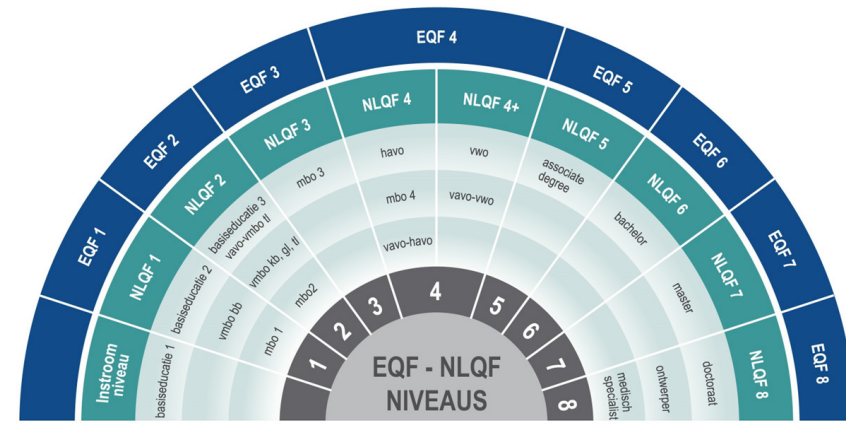 EQF 1
EQF 2
EQF 3
EQF 4
EQF 5
EQF 6
EQF 7
EQF 8
Instroom
niveau
NLQF 1
NLQF 2
NLQF 3
NLQF 4
NLQF 4+
NLQF 5
NLQF 6
NLQF 7
NLQF 8
basiseducatie 1
basiseducatie 2
vmbo bb
mbo 1
basiseducatie 3
vavo-vmbo tl
vmbo kb, gl, tl
mbo2
mbo 3
havo
mbo 4
vavo-havo
vwo
vavo-vwo
associate
degree
bachelor
master
doctoraat
ontwerper
medisch
specialist
1
2
3
4
5
6
7
8
EQF - NLQF
NIVEAUS